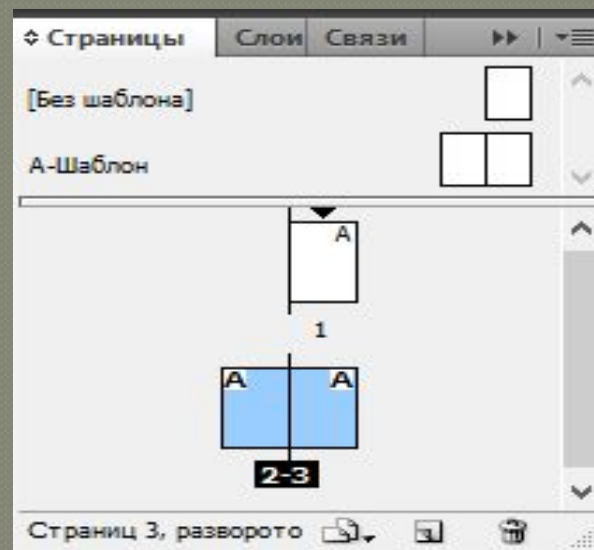 Страницы Слои Связи
[Без шаблона]
A-Шаблон
A
1
A A
2-3
Страниц 3, разворото